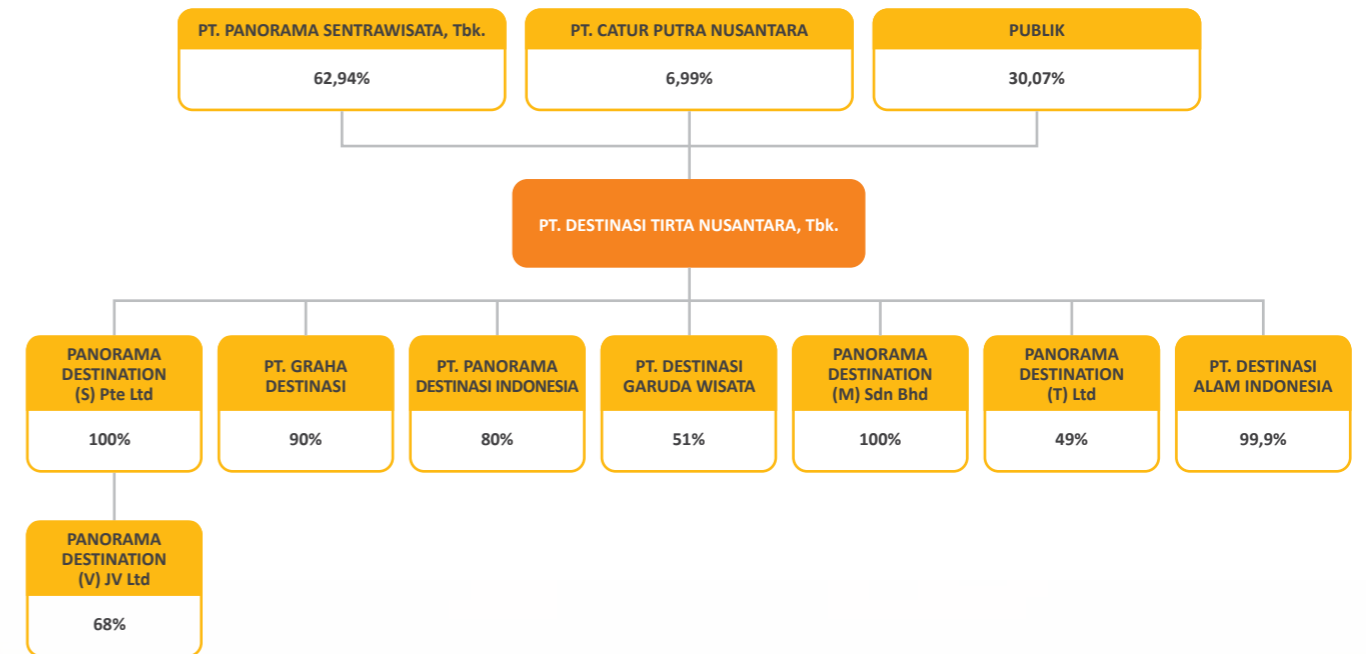 PT. PANORAMA SENTRAWISATA, Tbk.
62,94%
PT. CATUR PUTRA NUSANTARA
6,99%
PUBLIK
30,07%
PT. DESTINASI TIRTA NUSANTARA, Tbk.
PANORAMA
DESTINATION
(S) Pte Ltd
100%
PT. GRAHA
DESTINASI
90%
PT. PANORAMA
DESTINASI INDONESIA
80%
PT. DESTINASI
GARUDA WISATA
51%
PANORAMA
DESTINATION
(M) Sdn Bhd
100%
PANORAMA
DESTINATION
(T) Ltd
49%
PT. DESTINASI
ALAM INDONESIA
99,9%
PANORAMA
DESTINATION
(V) JV Ltd
68%